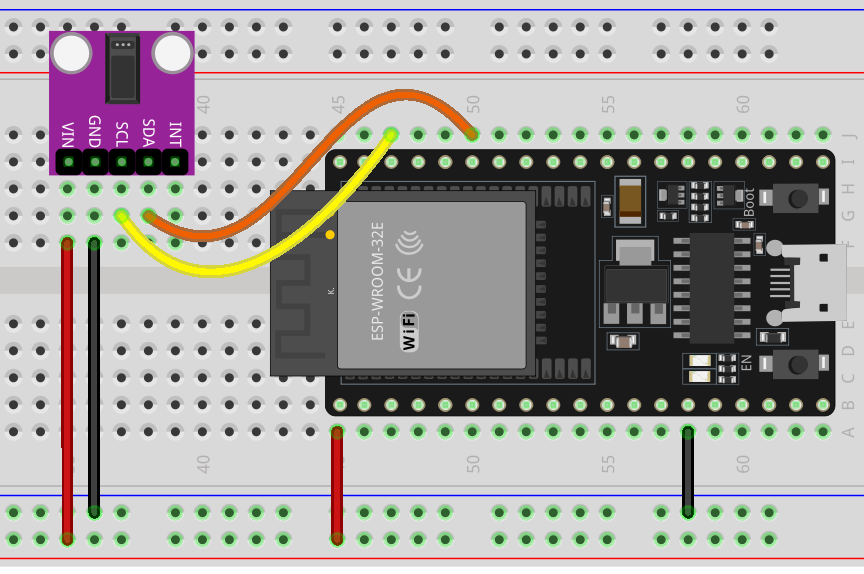 40
45
50
55
60
J
I
H
G
F
VIN
GND
SCL
SDA
INT
ESP-WROOM-32E
CE
WiFi
K.
Boot
EN
E
D
C
B
A
40
50
55
60